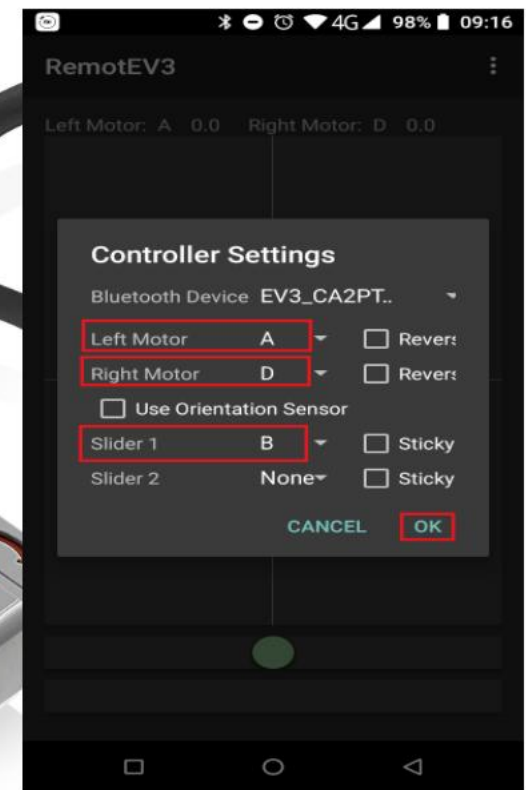 4G 98% 09:16
RemotEV3
Left Motor: A 0.0 Right Motor: D 0.0
Controller Settings
Bluetooth Device EV3_CA2PT..
Left Motor A Revers
Right Motor D Revers
Use Orientation Sensor
Slider 1 B Sticky
Slider 2 None Sticky
CANCEL OK